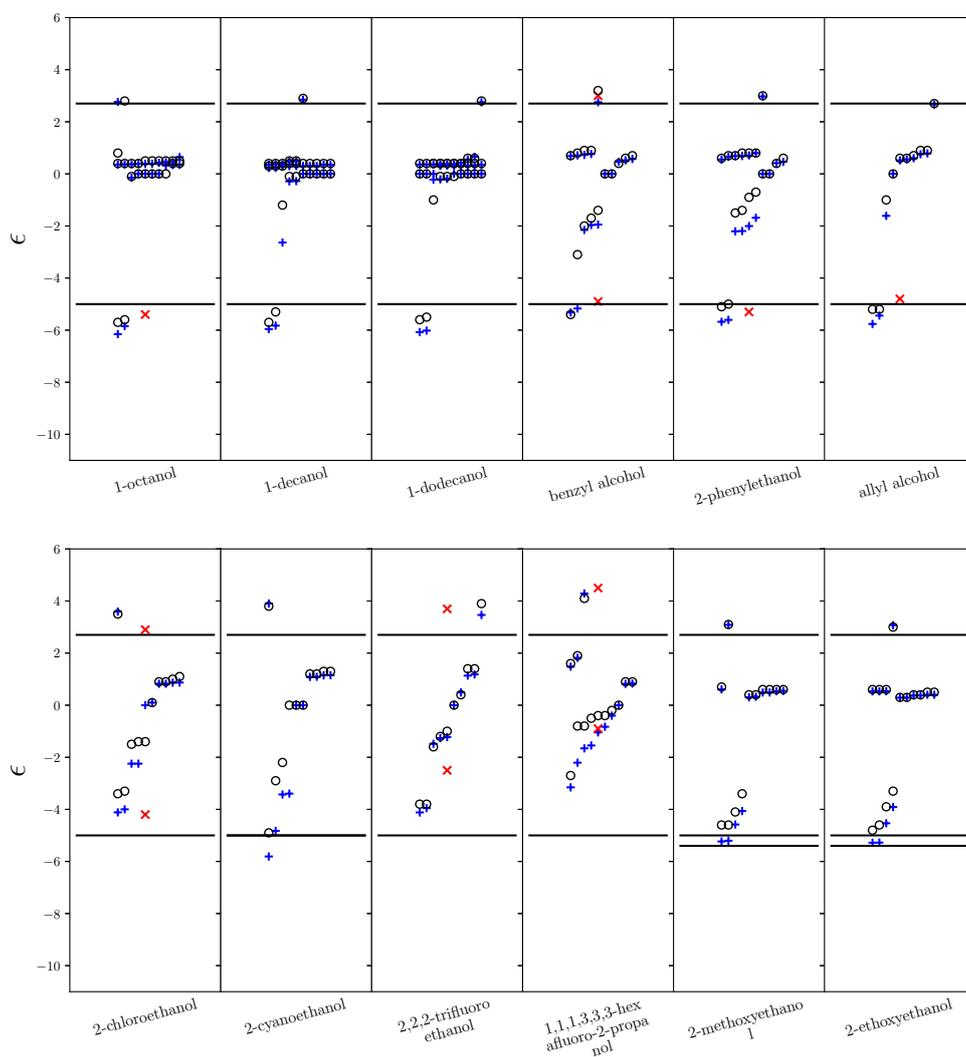 6
4
2
0
−2
−4
−6
−8
−10
ϵ
1-octanol
1-decanol
1-dodecanol
benzyl alcohol
2-phenylethanol
allyl alcohol
6
4
2
0
−2
−4
−6
−8
−10
ϵ
2-chloroethanol
2-cyanoethanol
2,2,2-trifluoro
ethanol
1,1,1,3,3,3-hex
afluoro-2-propa
nol
2-methoxyethano
l
2-ethoxyethanol